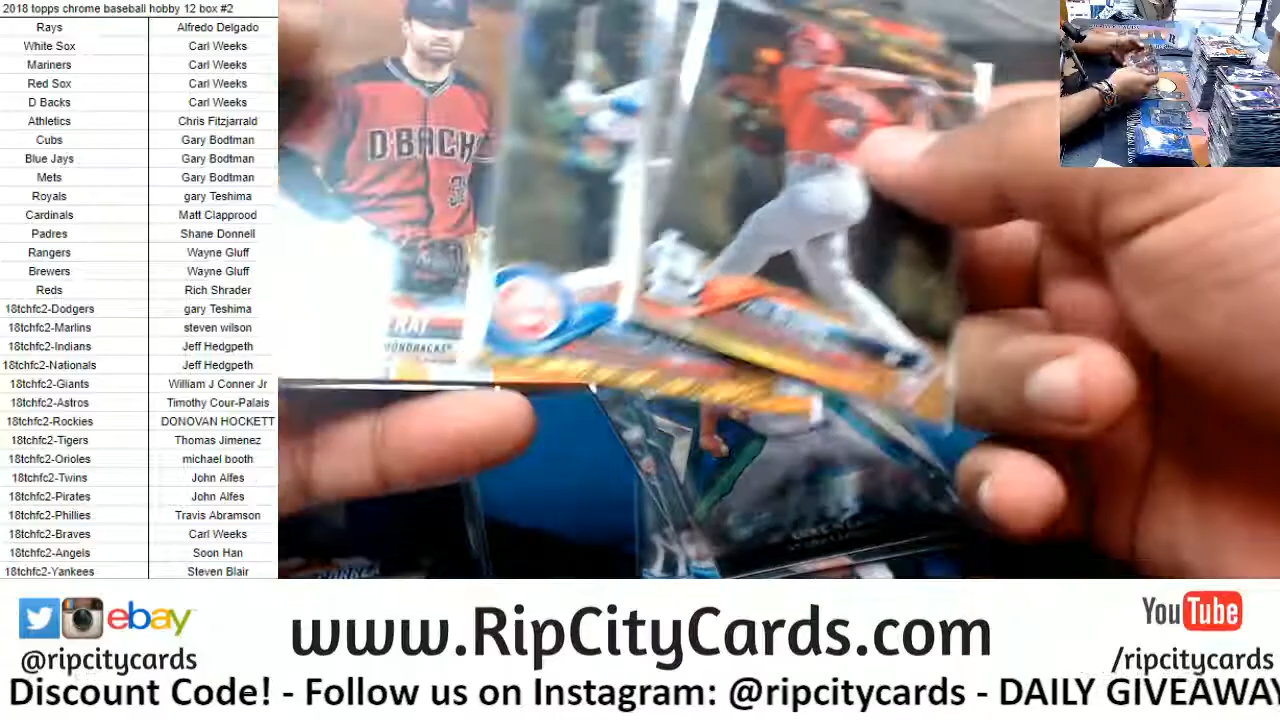 2018 topps chrome baseball hobby 12 box #2
Rays Alfredo Delgado
White Sox Carl Weeks
Mariners Carl Weeks
Red Sox Carl Weeks
D Backs Carl Weeks
Athletics Chris Fitzjarrald
Cubs Gary Bodtman
Blue Jays Gary Bodtman
Mets Gary Bodtman
Royals gary Teshima
Cardinals Matt Clapprood
Padres Shane Donnell
Rangers Wayne Gluff
Brewers Wayne Gluff
Reds Rich Shrader
18tchfc2-Dodgers gary Teshima
18tchfc2-Marlins steven wilson
18tchfc2-Indians Jeff Hedgpeth
18tchfc2-Nationals Jeff Hedgpeth
18tchfc2-Giants William J Conner Jr
18tchfc2-Astros Timothy Cour-Palais
18tchfc2-Rockies DONOVAN HOCKETT
18tchfc2-Tigers Thomas Jimenez
18tchfc2-Orioles michael booth
18tchfc2-Twins John Alfes
18tchfc2-Pirates John Alfes
18tchfc2-Phillies Travis Abramson
18tchfc2-Braves Carl Weeks
18tchfc2-Angels Soon Han
18tchfc2-Yankees Steven Blair
D-BACK
ebay
@ripcitycards
www.RipCityCards.com
YouTube
/ripcitycards
Discount Code! - Follow us on Instagram: @ripcitycards - DAILY GIVEAWAY